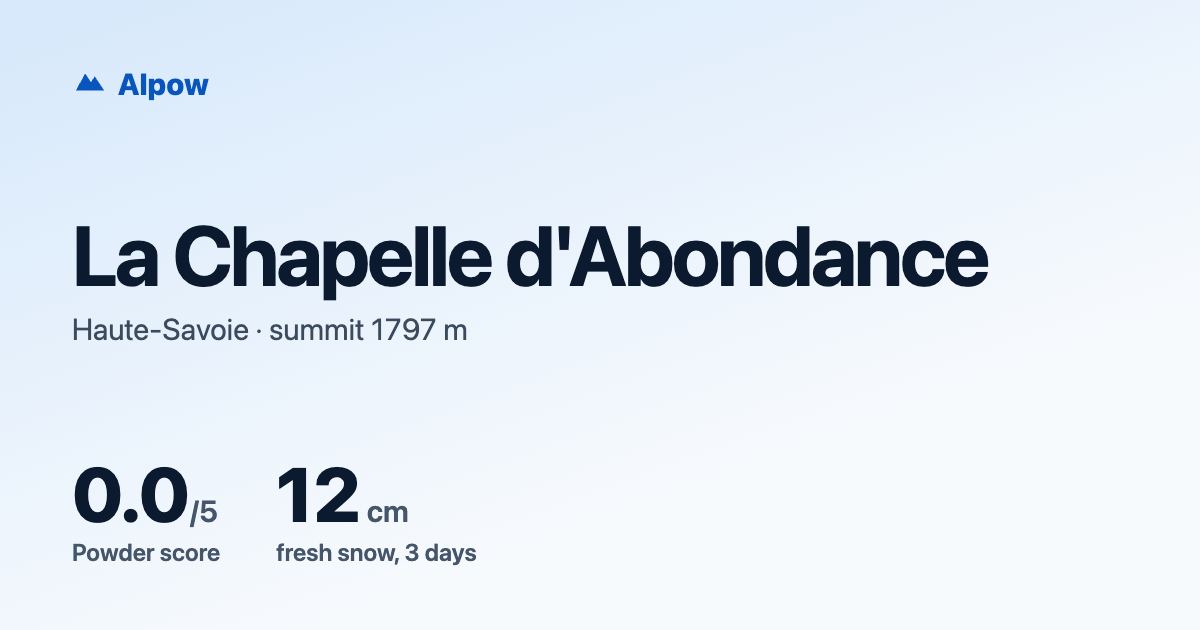 Alpow
La Chapelle d'Abondance
Haute-Savoie · summit 1797 m
0.0/5 12 cm
Powder score fresh snow, 3 days